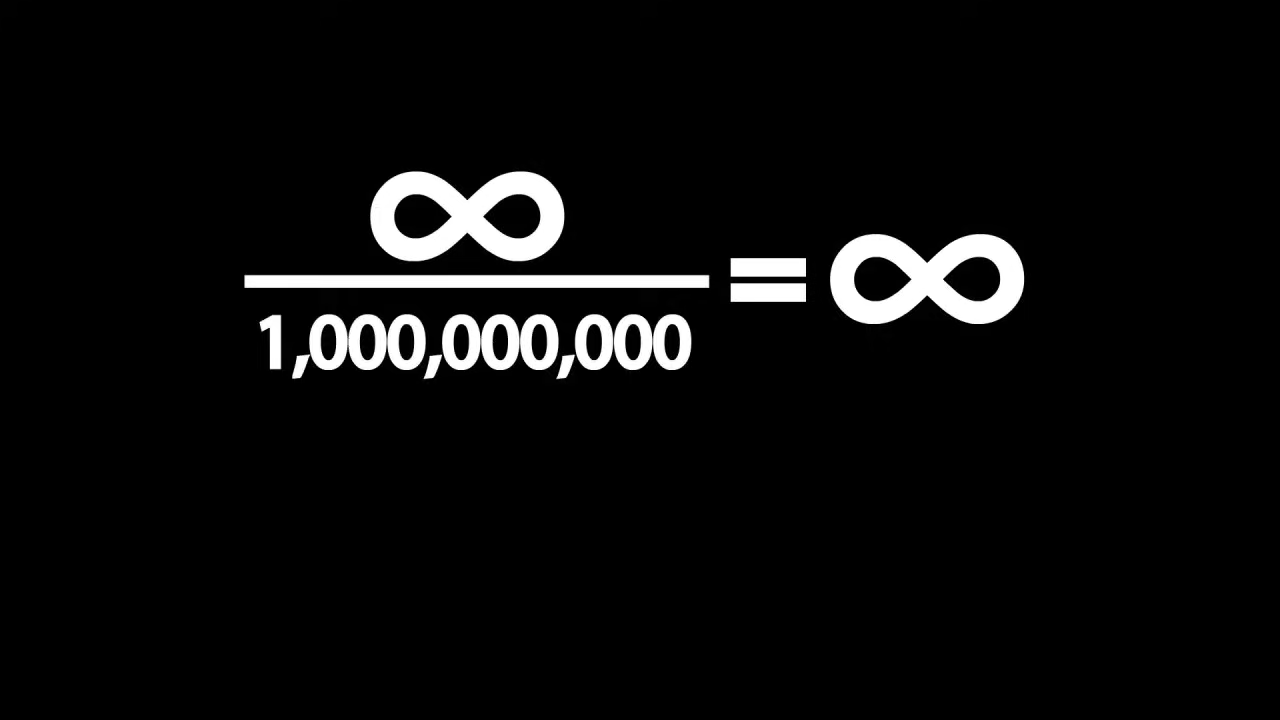 ∞
1,000,000,000
= ∞